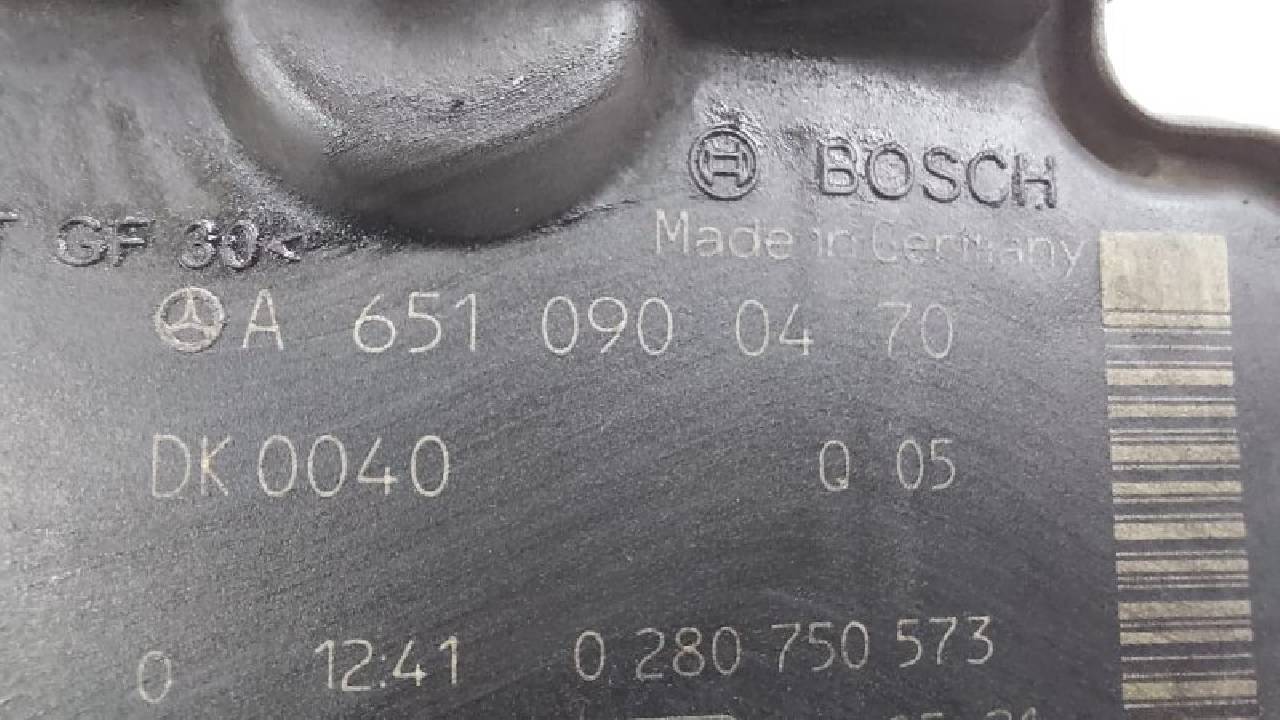 BOSCH
Made in Germany
GF 30<
A 651 090 04 70
DK 0040 Q 05
0 12:41 0 280 750 573